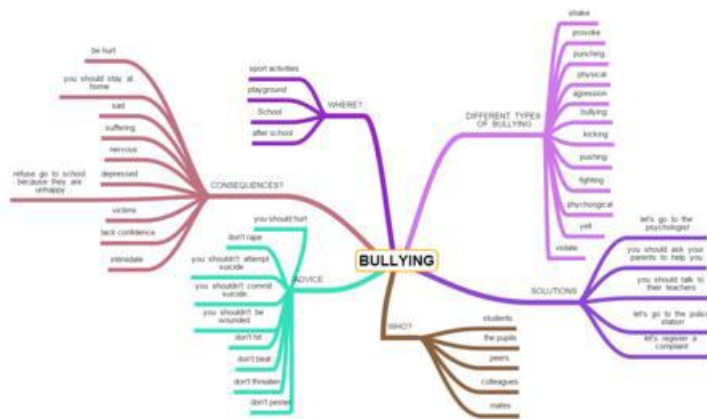 BULLYING
WHERE?
sport activities
playground
School
after school
DIFFERENT TYPES
OF BULLYING
shake
provoke
punching
physical
agression
bullying
kicking
pushing
fighting
phychorgical
yell
violate
CONSEQUENCES?
be hurt
you should stay at
home
sad
suffering
nervous
depressed
refuse go to school
because they are
unhappy
victims
lack confidence
intimidate
ADVICE
you should hurt
don't rape
you shouldn't attempt
suicide
you shouldn't commit
suicide
you shouldn't be
wounded
don't hit
don't beat
don't threaten
don't pester
WHO?
students
the pupils
peers
colleagues
mates
SOLUTIONS
let's go to the
psychologist
you should ask your
parents to help you
you should talk to
their teachers
let's go to the police
station
let's register a
complaint